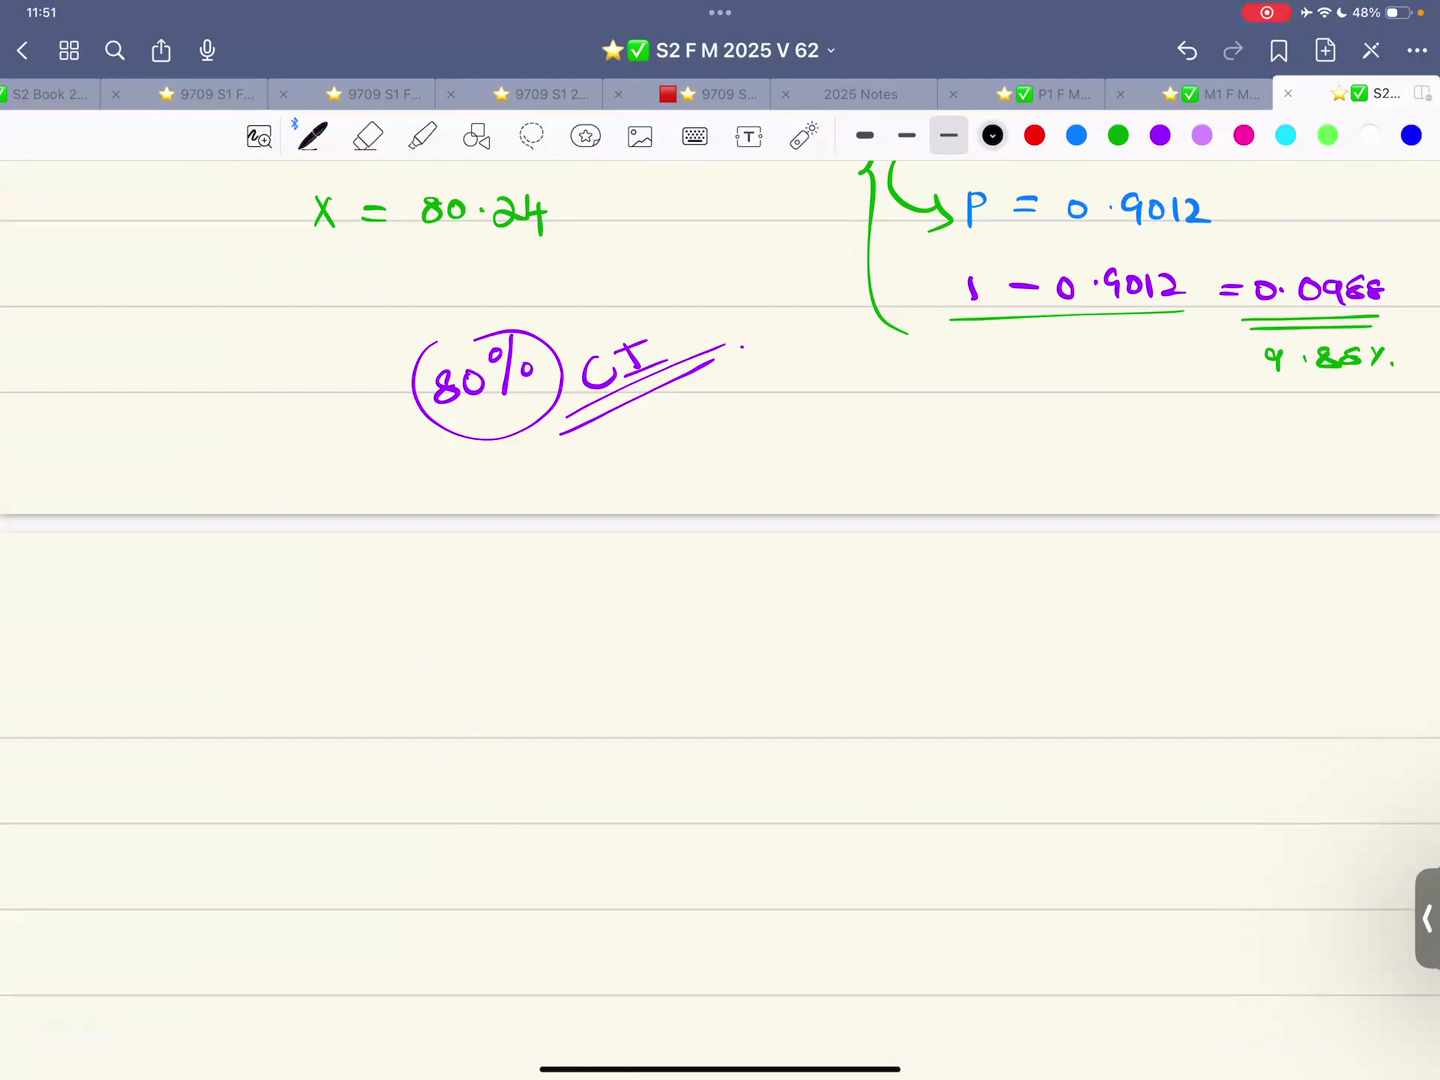 11:51
48%
S2 F M 2025 V 62
S2 Book 2...
9709 S1 F...
9709 S1 F...
9709 S1 2...
9709 S...
2025 Notes
P1 F M...
M1 F M...
S2...
X = 80.24
P = 0.9012
1 - 0.9012 = 0.0988
9.88%.
80% CI